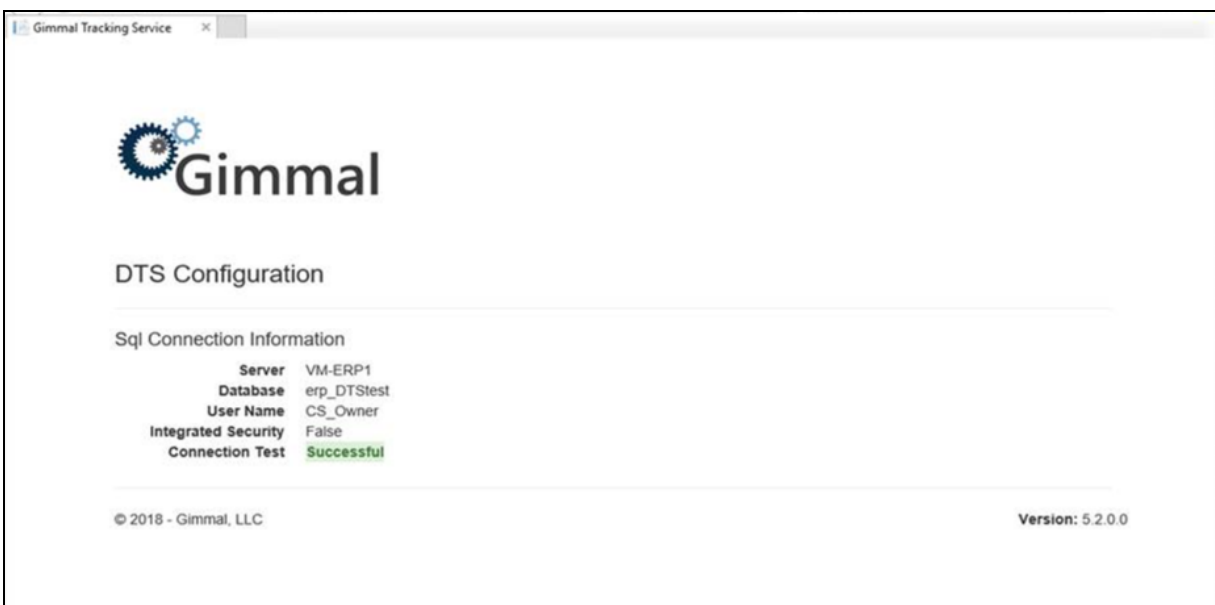 Gimmal Tracking Service
Gimmal
DTS Configuration
Sql Connection Information
Server VM-ERP1
Database erp_DTStest
User Name CS_Owner
Integrated Security False
Connection Test Successful
© 2018 - Gimmal, LLC Version: 5.2.0.0